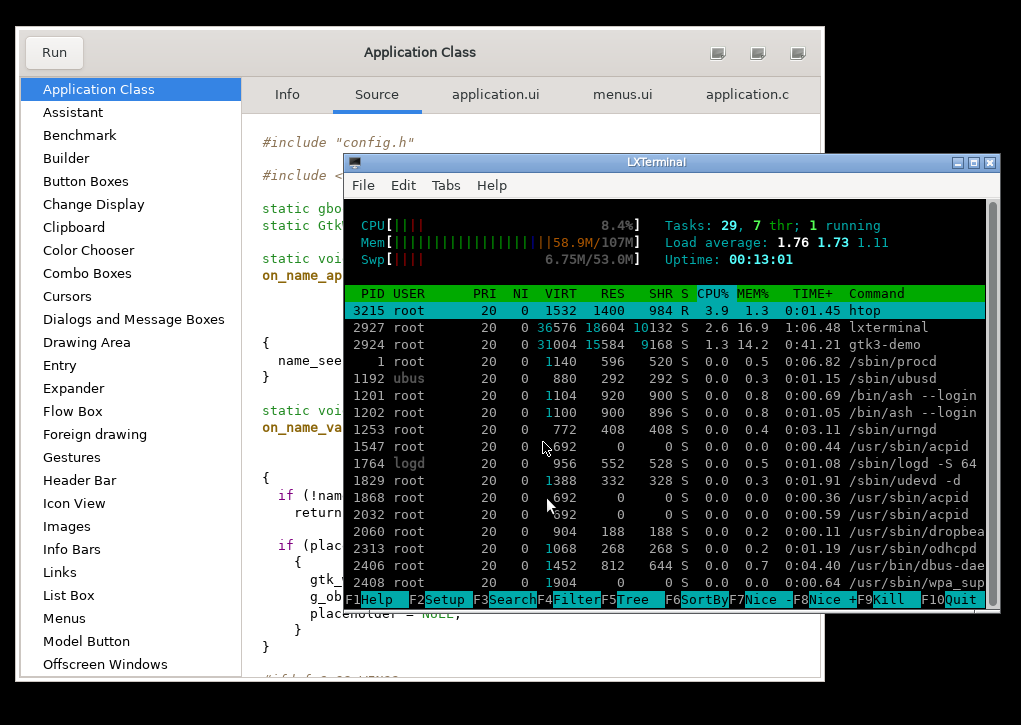 Run
Application Class
Application Class
Assistant
Benchmark
Builder
Button Boxes
Change Display
Clipboard
Color Chooser
Combo Boxes
Cursors
Dialogs and Message Boxes
Drawing Area
Entry
Expander
Flow Box
Foreign drawing
Gestures
Header Bar
Icon View
Images
Info Bars
Links
List Box
Menus
Model Button
Offscreen Windows
Info Source application.ui menus.ui application.c
#include "config.h"
#include <
static gbo
static Gtk
static voi
on_name_ap
{
name_see
}
static voi
on_name_va
{
if (!nam
return
if (plac
{
gtk_
g_ob
placeholder = NULL;
}
}
LXTerminal
File Edit Tabs Help
CPU[|||| 8.4%] Tasks: 29, 7 thr; 1 running
Mem[||||||||||||||||||||58.9M/107M] Load average: 1.76 1.73 1.11
Swp[|||| 6.75M/53.0M] Uptime: 00:13:01
PID USER PRI NI VIRT RES SHR S CPU% MEM% TIME+ Command
3215 root 20 0 1532 1400 984 R 3.9 1.3 0:01.45 htop
2927 root 20 0 36576 18604 10132 S 2.6 16.9 1:06.48 lxterminal
2924 root 20 0 31004 15584 9168 S 1.3 14.2 0:41.21 gtk3-demo
1 root 20 0 1140 596 520 S 0.0 0.5 0:06.82 /sbin/procd
1192 ubus 20 0 880 292 292 S 0.0 0.3 0:01.15 /sbin/ubusd
1201 root 20 0 1104 920 900 S 0.0 0.8 0:00.69 /bin/ash --login
1202 root 20 0 1100 900 896 S 0.0 0.8 0:01.05 /bin/ash --login
1253 root 20 0 772 408 408 S 0.0 0.4 0:03.11 /sbin/urngd
1547 root 20 0 692 0 0 S 0.0 0.0 0:00.44 /usr/sbin/acpid
1764 logd 20 0 956 552 528 S 0.0 0.5 0:01.08 /sbin/logd -S 64
1829 root 20 0 1388 332 328 S 0.0 0.3 0:01.91 /sbin/udevd -d
1868 root 20 0 692 0 0 S 0.0 0.0 0:00.36 /usr/sbin/acpid
2032 root 20 0 692 0 0 S 0.0 0.0 0:00.59 /usr/sbin/acpid
2060 root 20 0 904 188 188 S 0.0 0.2 0:00.11 /usr/sbin/dropbea
2313 root 20 0 1068 268 268 S 0.0 0.2 0:01.19 /usr/sbin/odhcpd
2406 root 20 0 1452 812 644 S 0.0 0.7 0:04.40 /usr/bin/dbus-dae
2408 root 20 0 1904 0 0 S 0.0 0.0 0:00.64 /usr/sbin/wpa_sup
F1Help F2Setup F3SearchF4FilterF5Tree F6SortByF7Nice -F8Nice +F9Kill F10Quit